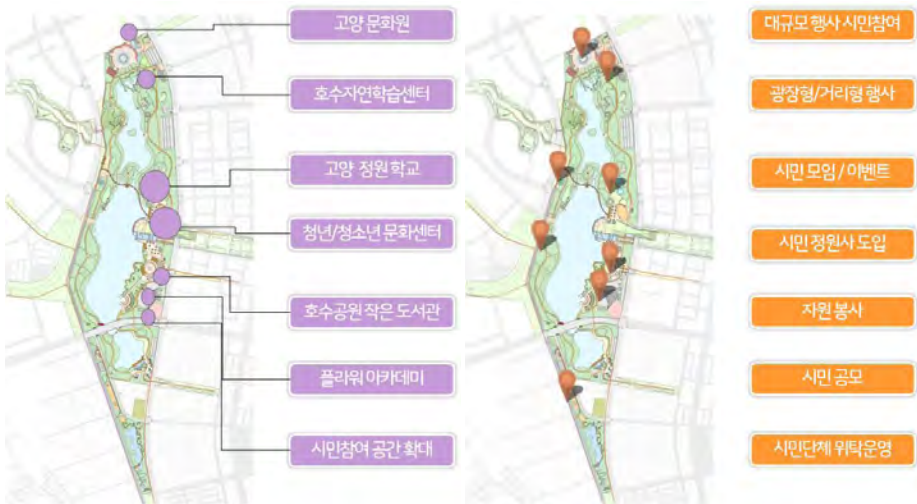 고양 문화원
호수자연학습센터
고양 정원 학교
청년/청소년 문화센터
호수공원 작은 도서관
플라워 아카데미
시민참여 공간 확대
대규모 행사 시민참여
광장형/거리형 행사
시민 모임 / 이벤트
시민 정원사 도입
자원 봉사
시민 공모
시민단체 위탁운영